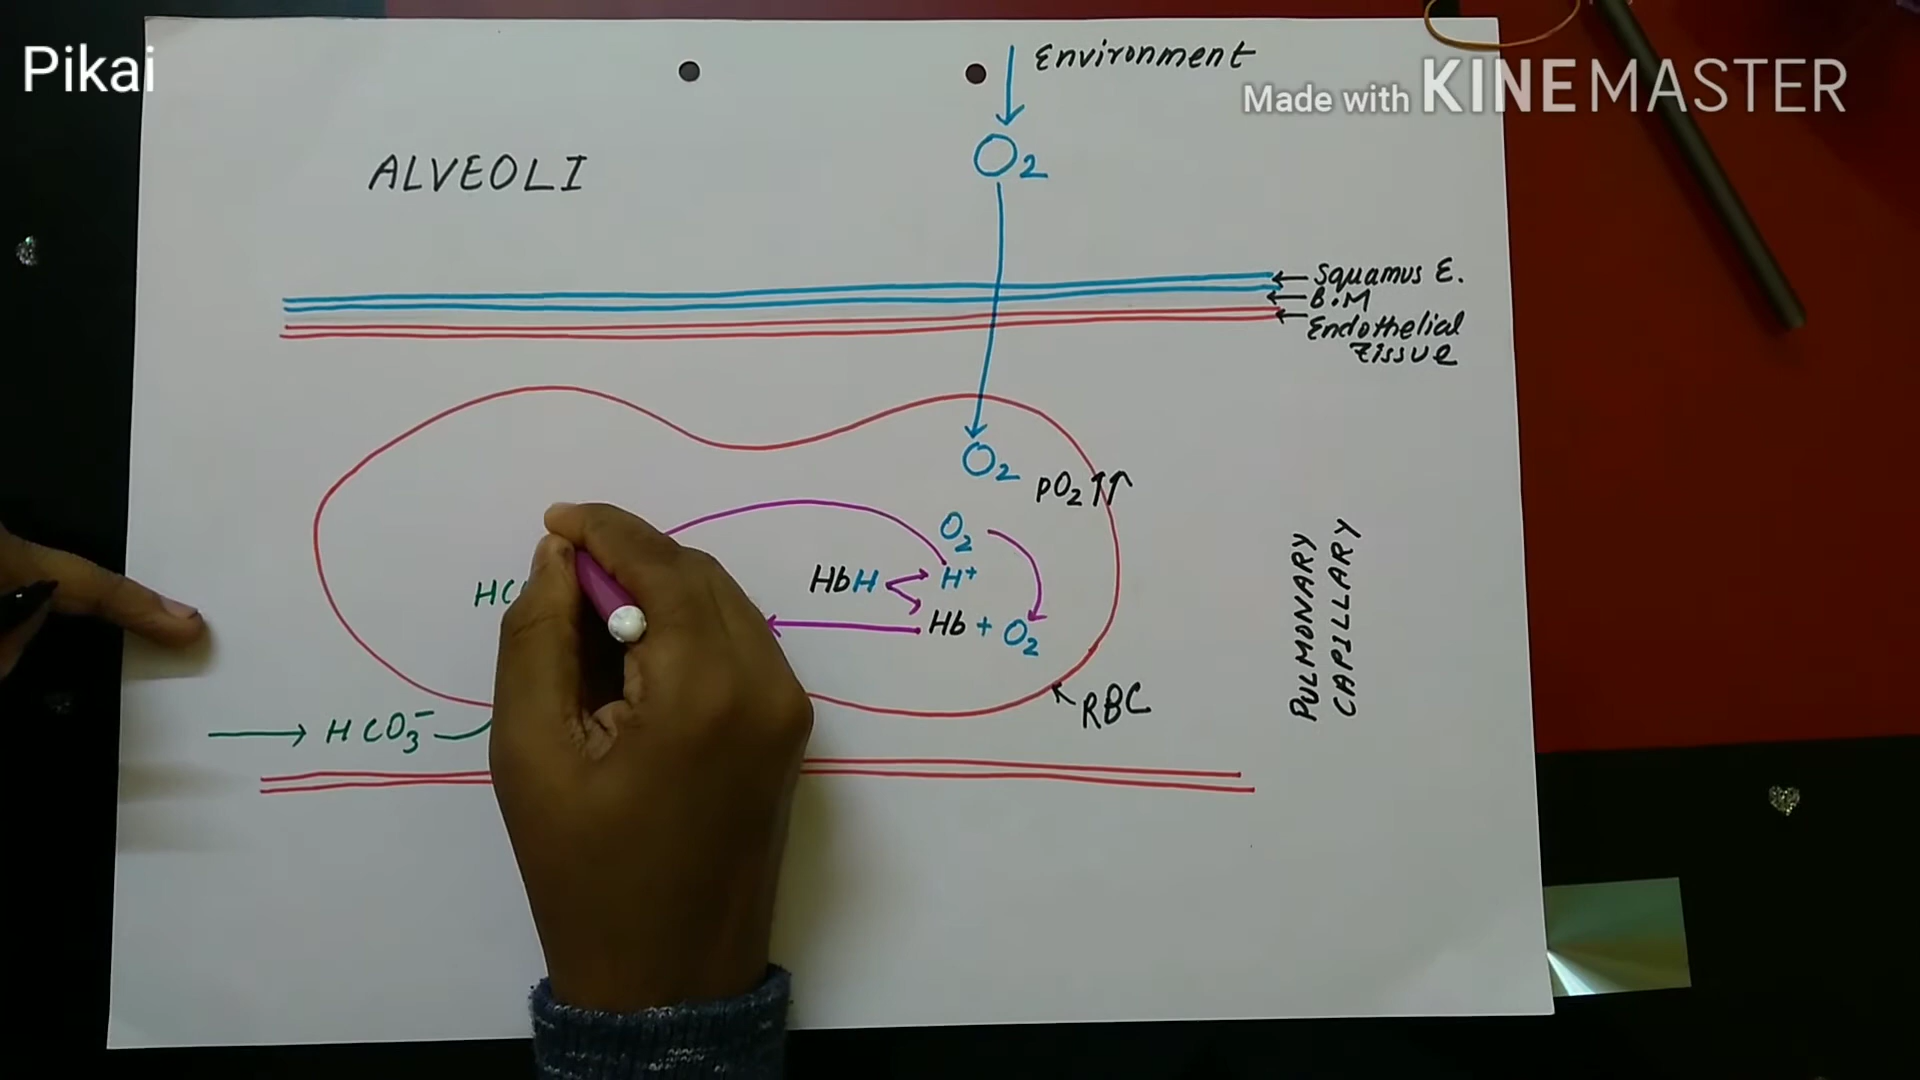 Pikai
Made with KINEMASTER
Environment
O2
ALVEOLI
Squamus E.
B.M
Endothelial
Tissue
O2
PO2↑↑
O2
HbH
H+
Hb + O2
RBC
HCO3-
PULMONARY
CAPILLARY